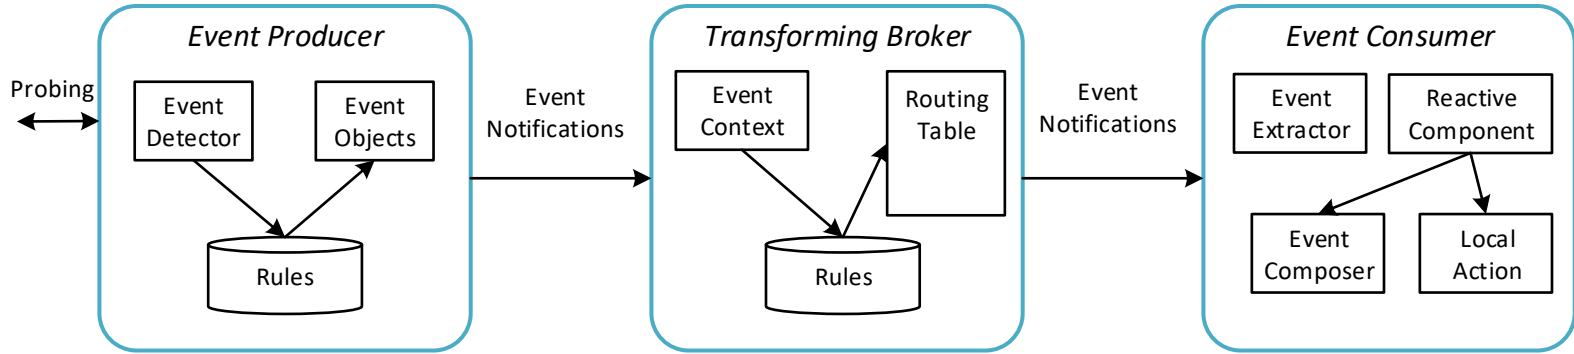 Event Producer
Probing
Event
Detector
Event
Objects
Rules
Event
Notifications
Transforming Broker
Event
Context
Routing
Table
Rules
Event
Notifications
Event Consumer
Event
Extractor
Reactive
Component
Event
Composer
Local
Action